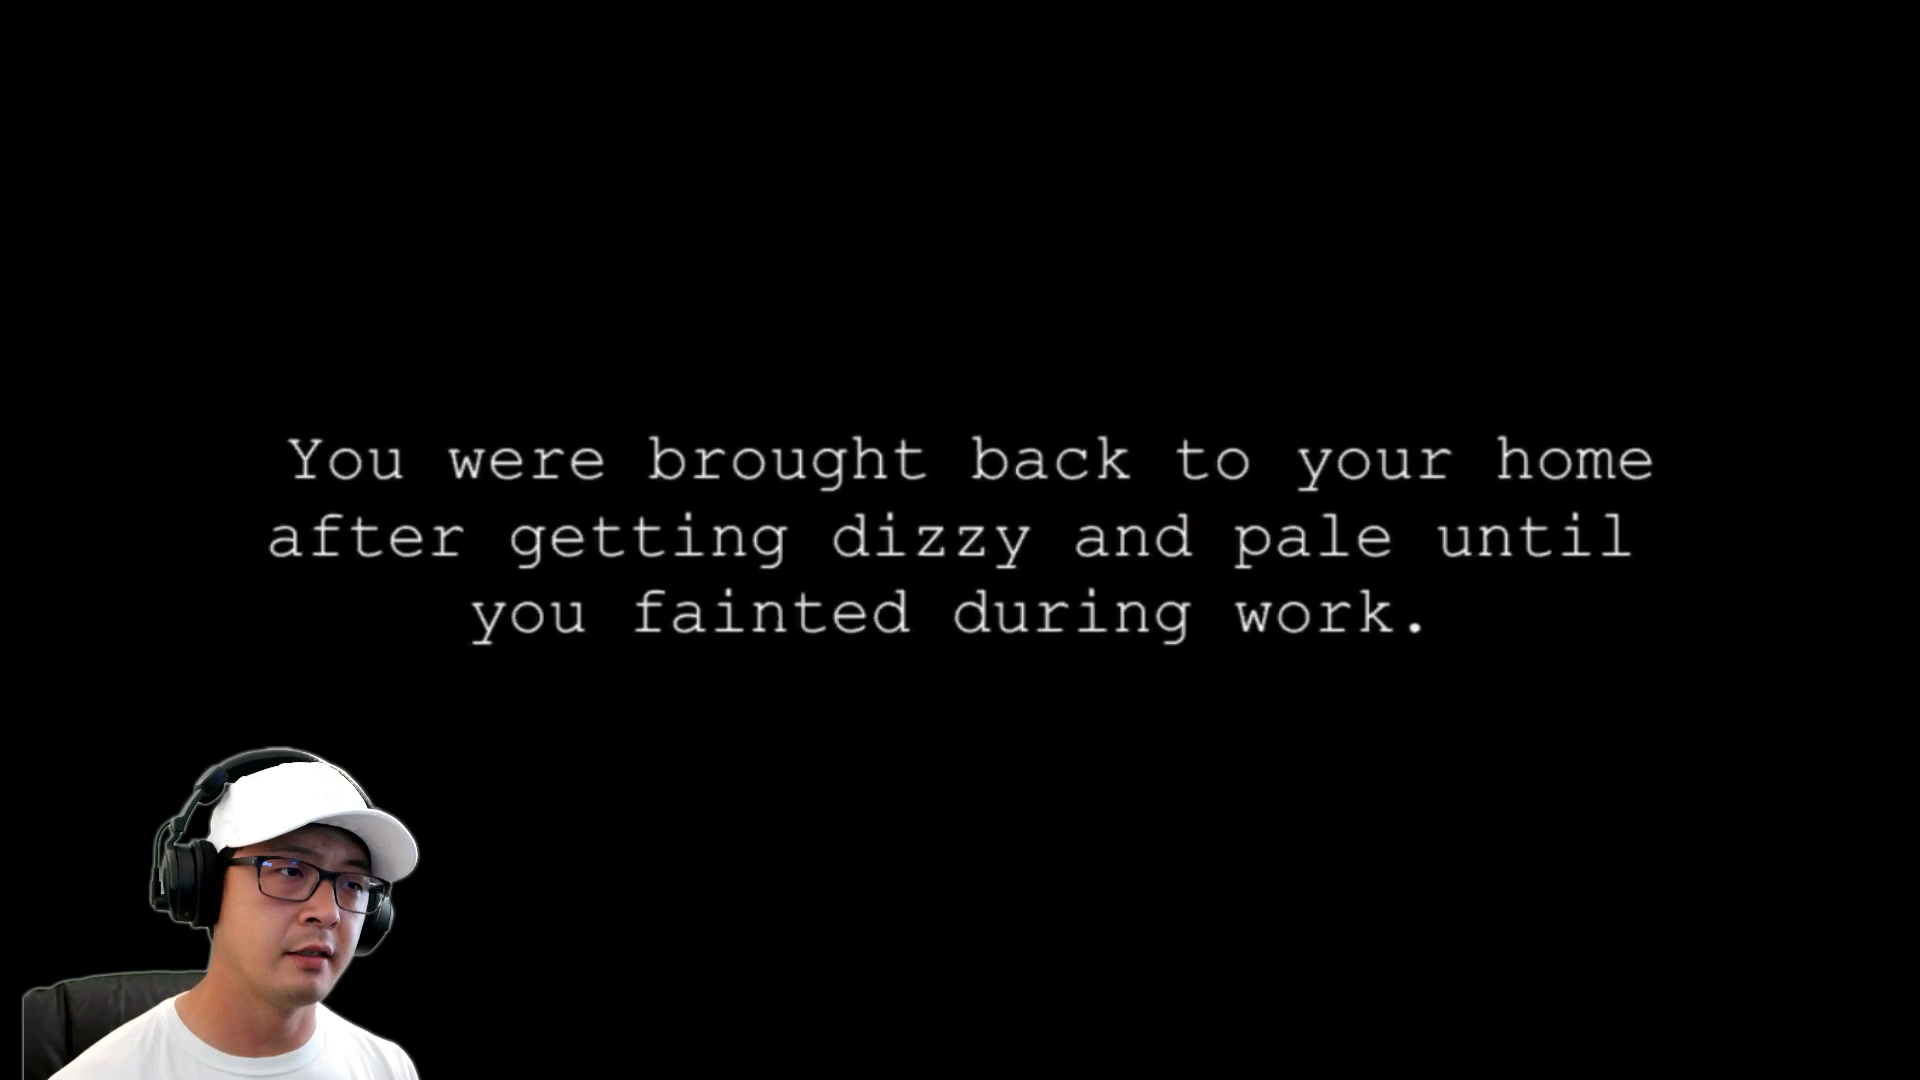 You were brought back to your home
after getting dizzy and pale until
you fainted during work.